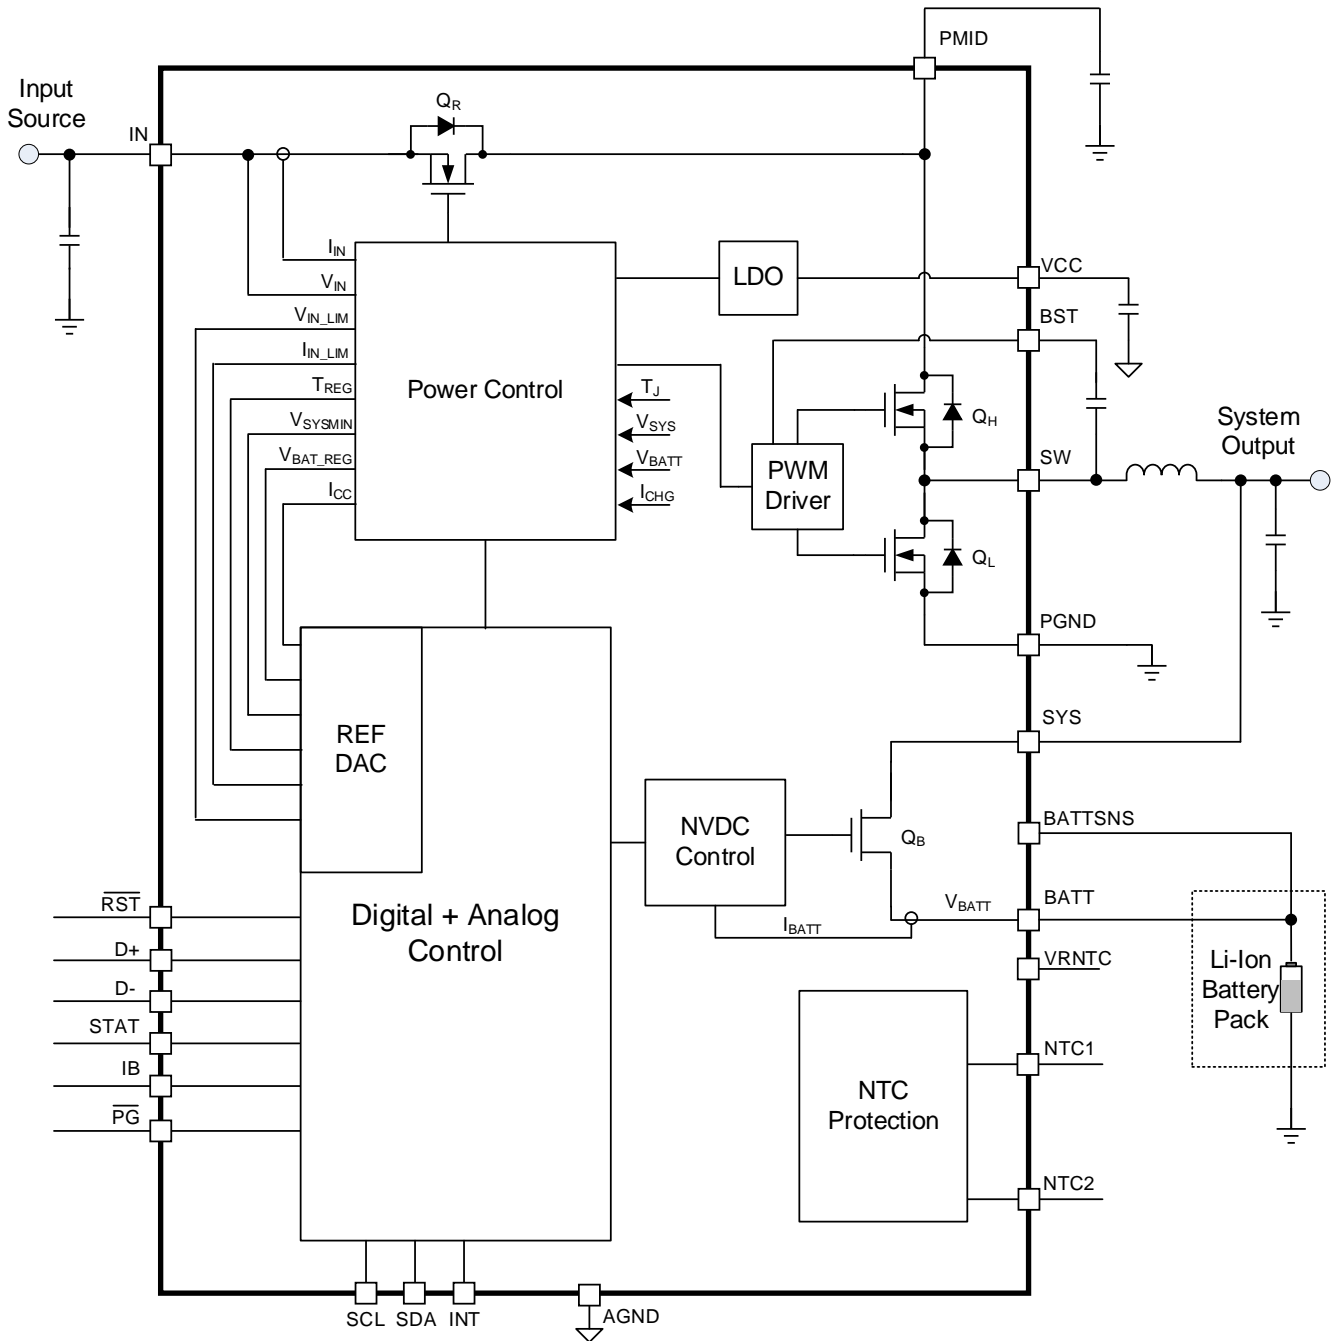 PMID
Input
Source
IN
QR
IIN
VIN
VIN_LIM
IIN_LIM
TREG
VSYSMIN
VBAT_REG
ICC
Power Control
TJ
VSYS
VBATT
ICHG
LDO
VCC
BST
PWM
Driver
QH
QL
SW
System
Output
PGND
SYS
REF
DAC
NVDC
Control
QB
BATTSNS
VBATT
BATT
IBATT
VRNTC
Li-Ion
Battery
Pack
Digital + Analog
Control
RST
D+
D-
STAT
IB
PG
NTC
Protection
NTC1
NTC2
SCL
SDA
INT
AGND